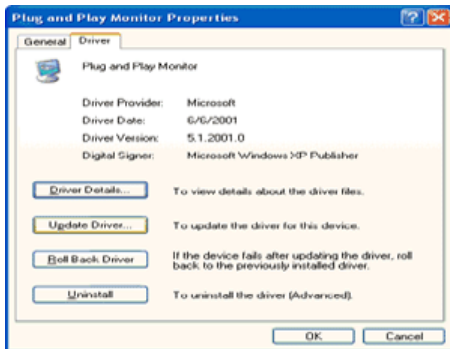 Plug and Play Monitor Properties
General Driver
Plug and Play Monitor
Driver Provider: Microsoft
Driver Date: 6/6/2001
Driver Version: 5.1.2001.0
Digital Signer: Microsoft Windows XP Publisher
Driver Details... To view details about the driver files.
Update Driver... To update the driver for this device.
Roll Back Driver If the device fails after updating the driver, roll
back to the previously installed driver.
Uninstall To uninstall the driver (Advanced).
OK Cancel